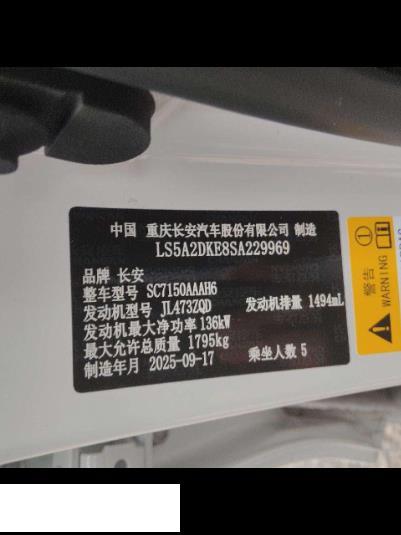 中国 重庆长安汽车股份有限公司 制造
LS5A2DKE8SA229969
品牌 长安
整车型号 SC7150AAAH6
发动机型号 JL473ZQD 发动机排量 1494mL
发动机最大净功率 136kW
最大允许总质量 1795kg
制造年月 2025-09-17 乘坐人数 5
警告
WARNING